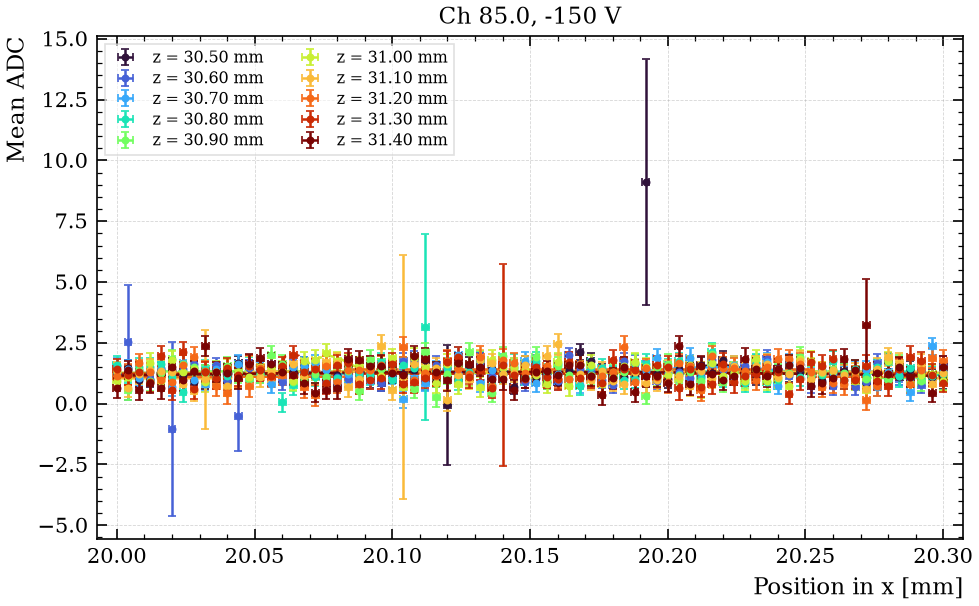 Ch 85.0, -150 V
Mean ADC
15.0
12.5
10.0
7.5
5.0
2.5
0.0
−2.5
−5.0
z = 30.50 mm
z = 30.60 mm
z = 30.70 mm
z = 30.80 mm
z = 30.90 mm
z = 31.00 mm
z = 31.10 mm
z = 31.20 mm
z = 31.30 mm
z = 31.40 mm
20.00 20.05 20.10 20.15 20.20 20.25 20.30
Position in x [mm]